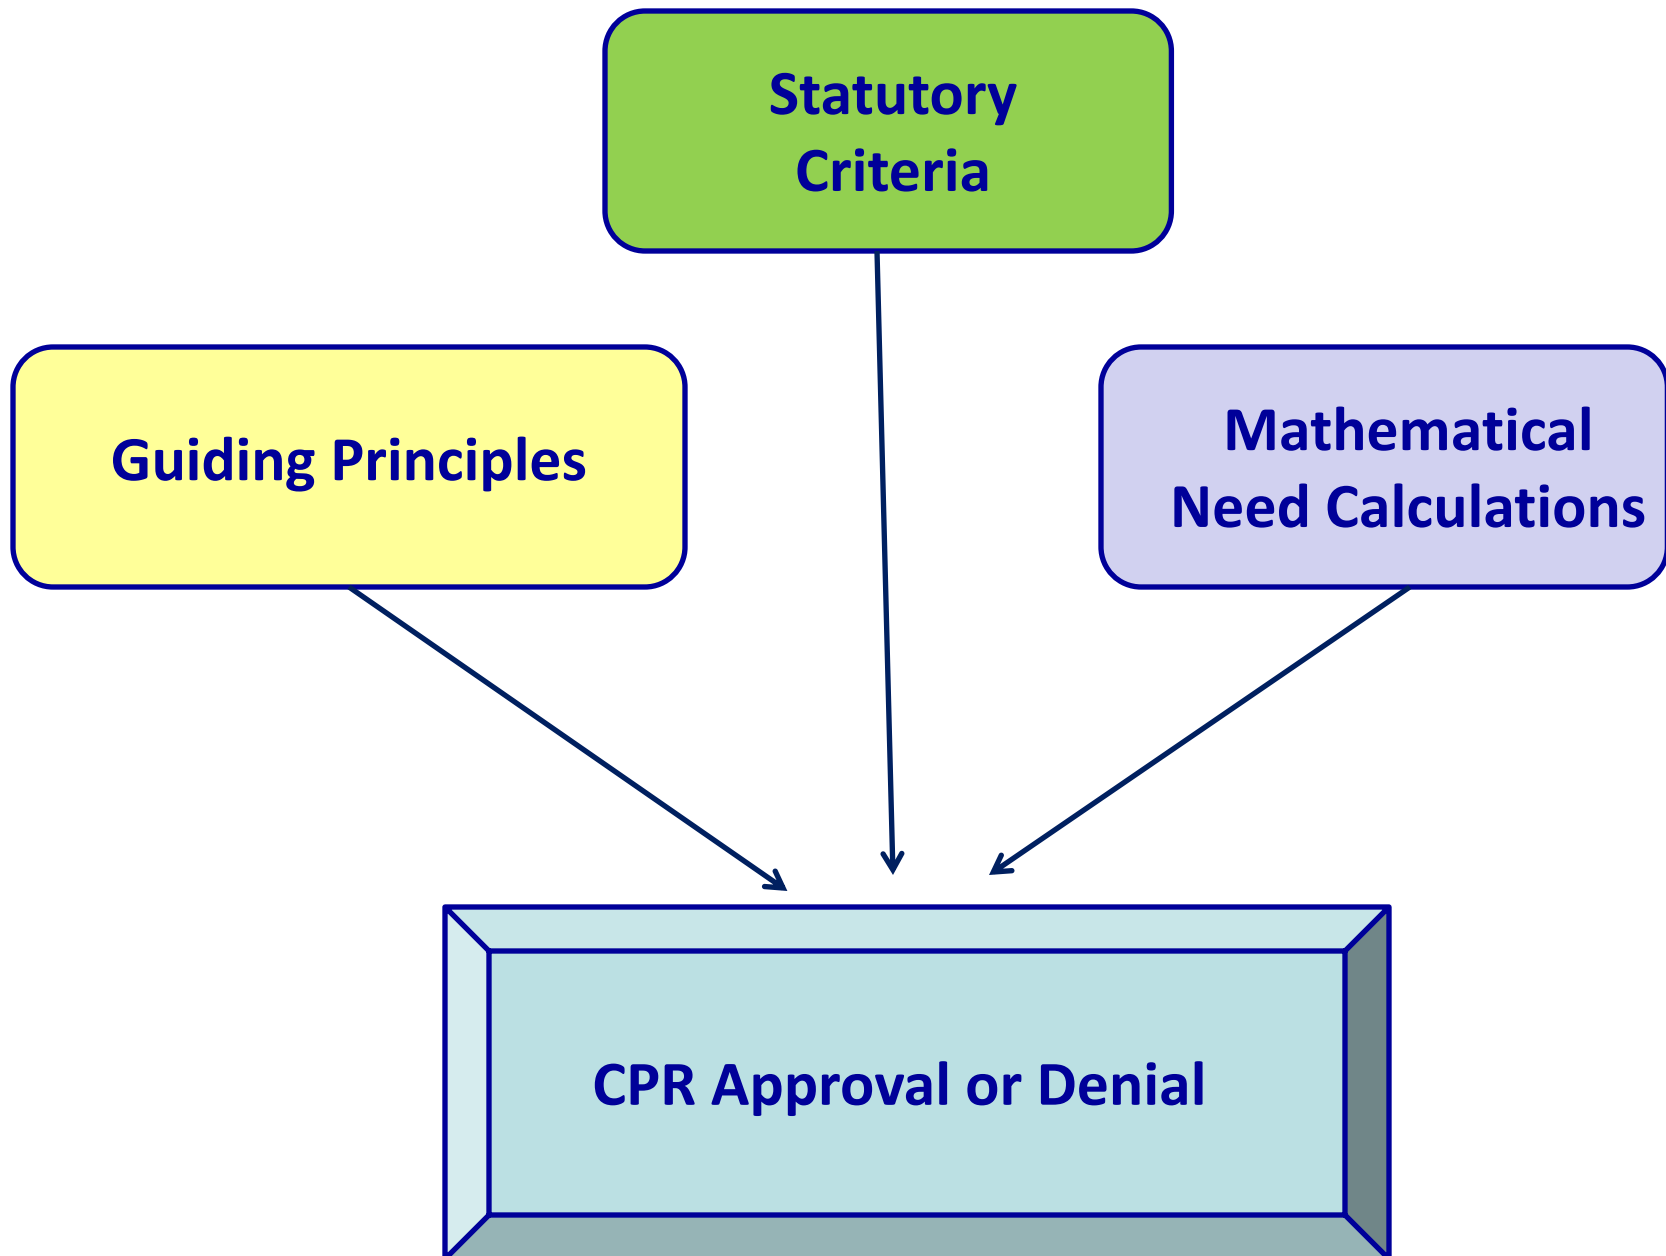 Statutory
Criteria
Guiding Principles
Mathematical
Need Calculations
CPR Approval or Denial